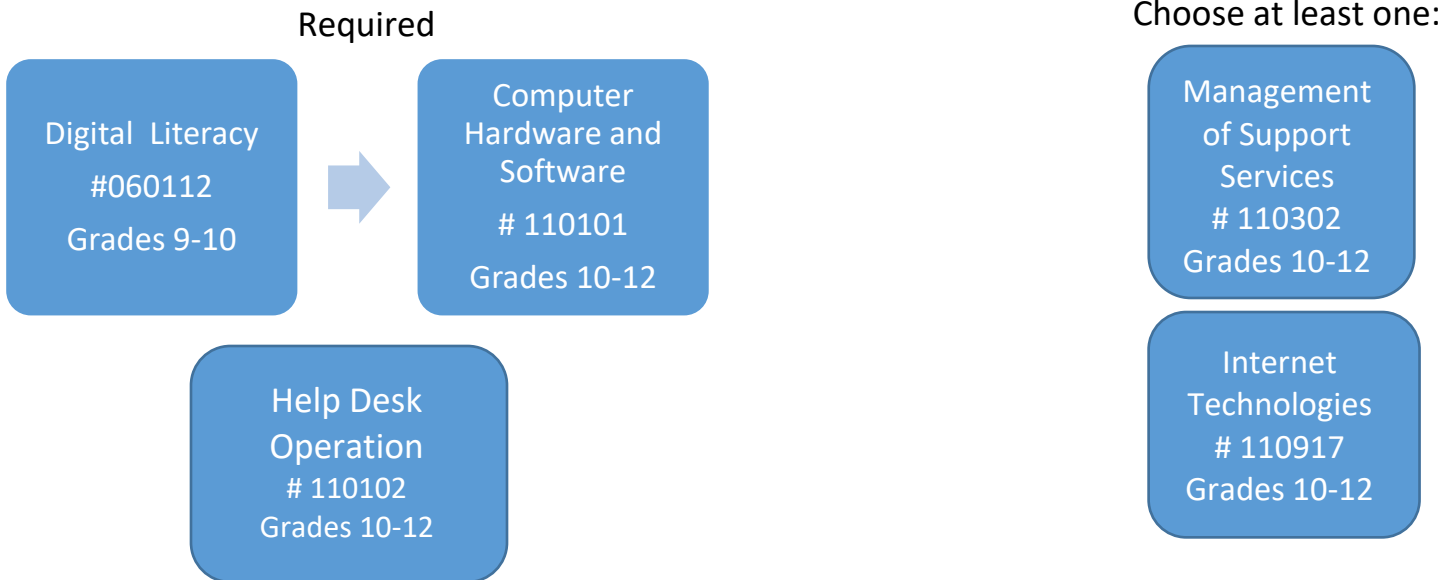 Required
Digital Literacy
#060112
Grades 9-10
Computer
Hardware and
Software
# 110101
Grades 10-12
Help Desk
Operation
# 110102
Grades 10-12
Choose at least one:
Management
of Support
Services
# 110302
Grades 10-12
Internet
Technologies
# 110917
Grades 10-12